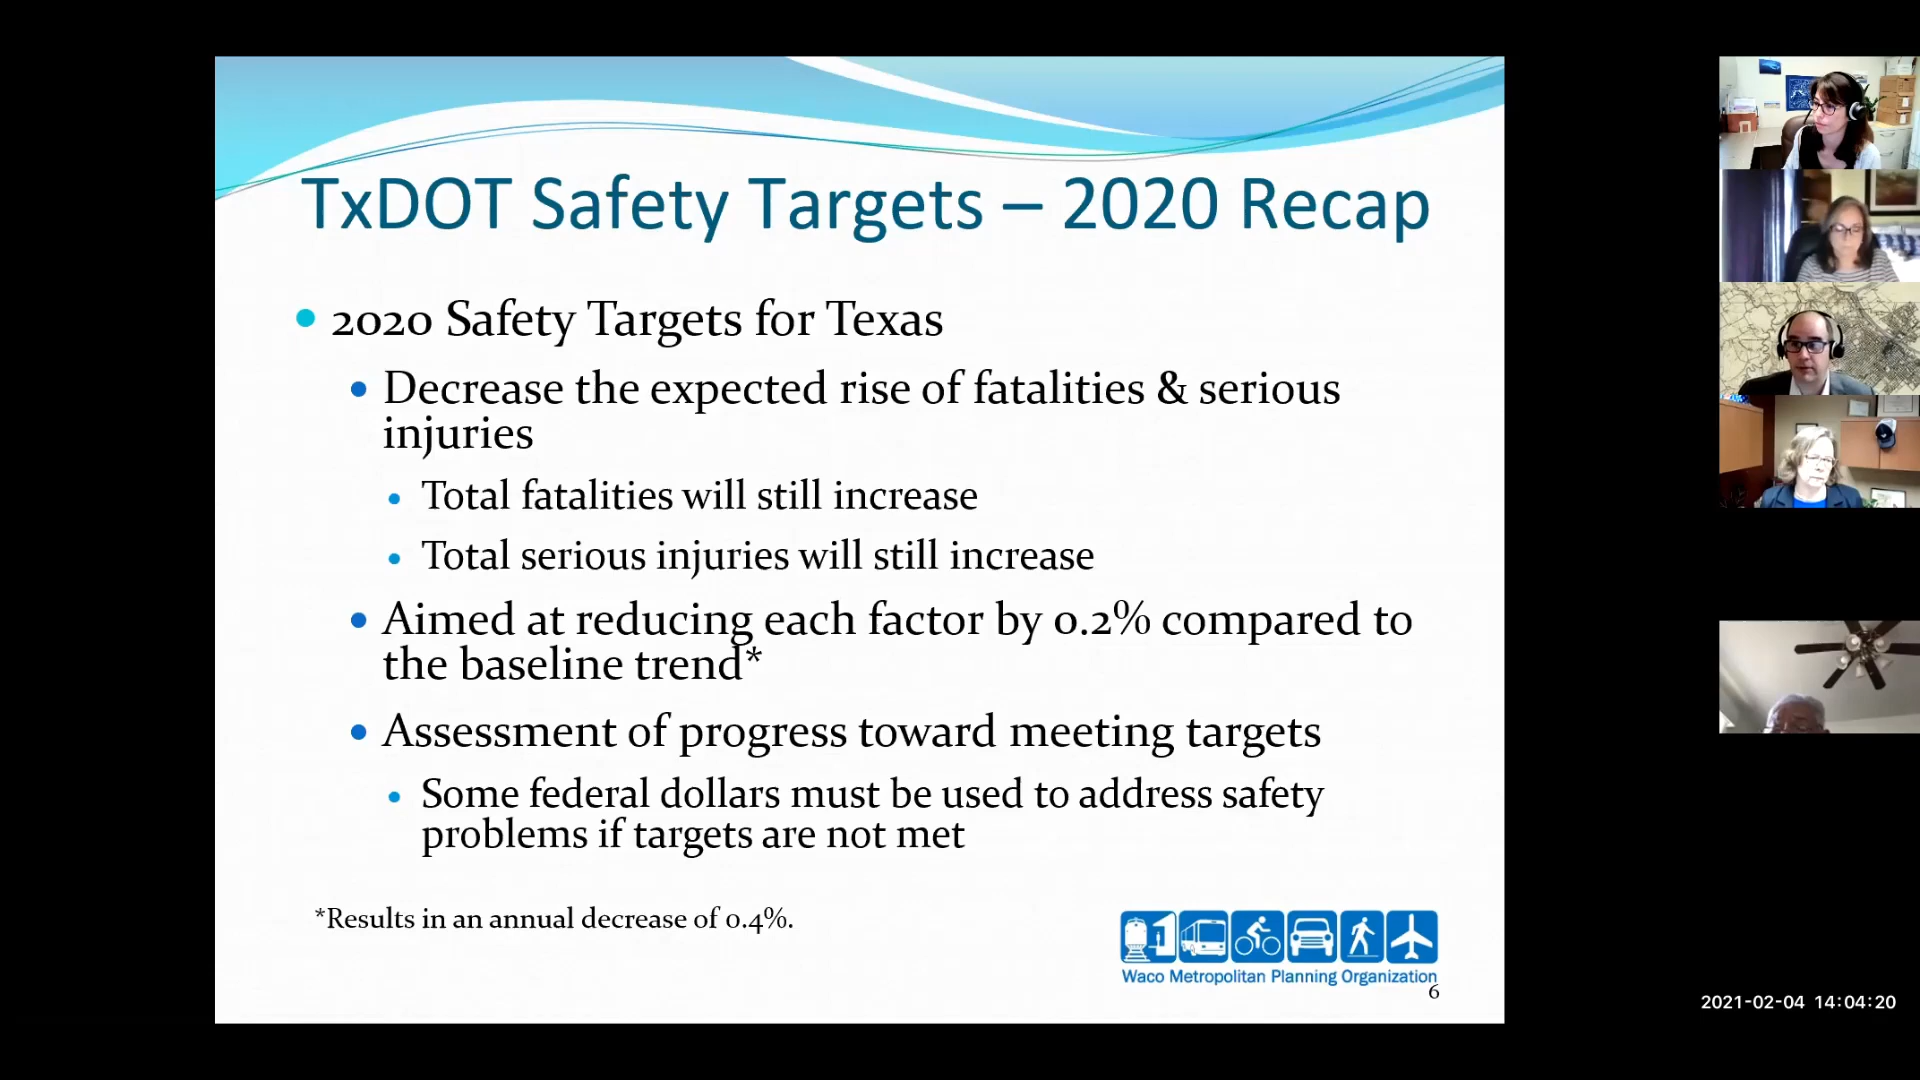 TxDOT Safety Targets – 2020 Recap
2020 Safety Targets for Texas
Decrease the expected rise of fatalities & serious
injuries
Total fatalities will still increase
Total serious injuries will still increase
Aimed at reducing each factor by 0.2% compared to
the baseline trend*
Assessment of progress toward meeting targets
Some federal dollars must be used to address safety
problems if targets are not met
*Results in an annual decrease of 0.4%.
Waco Metropolitan Planning Organization
6
2021-02-04 14:04:20